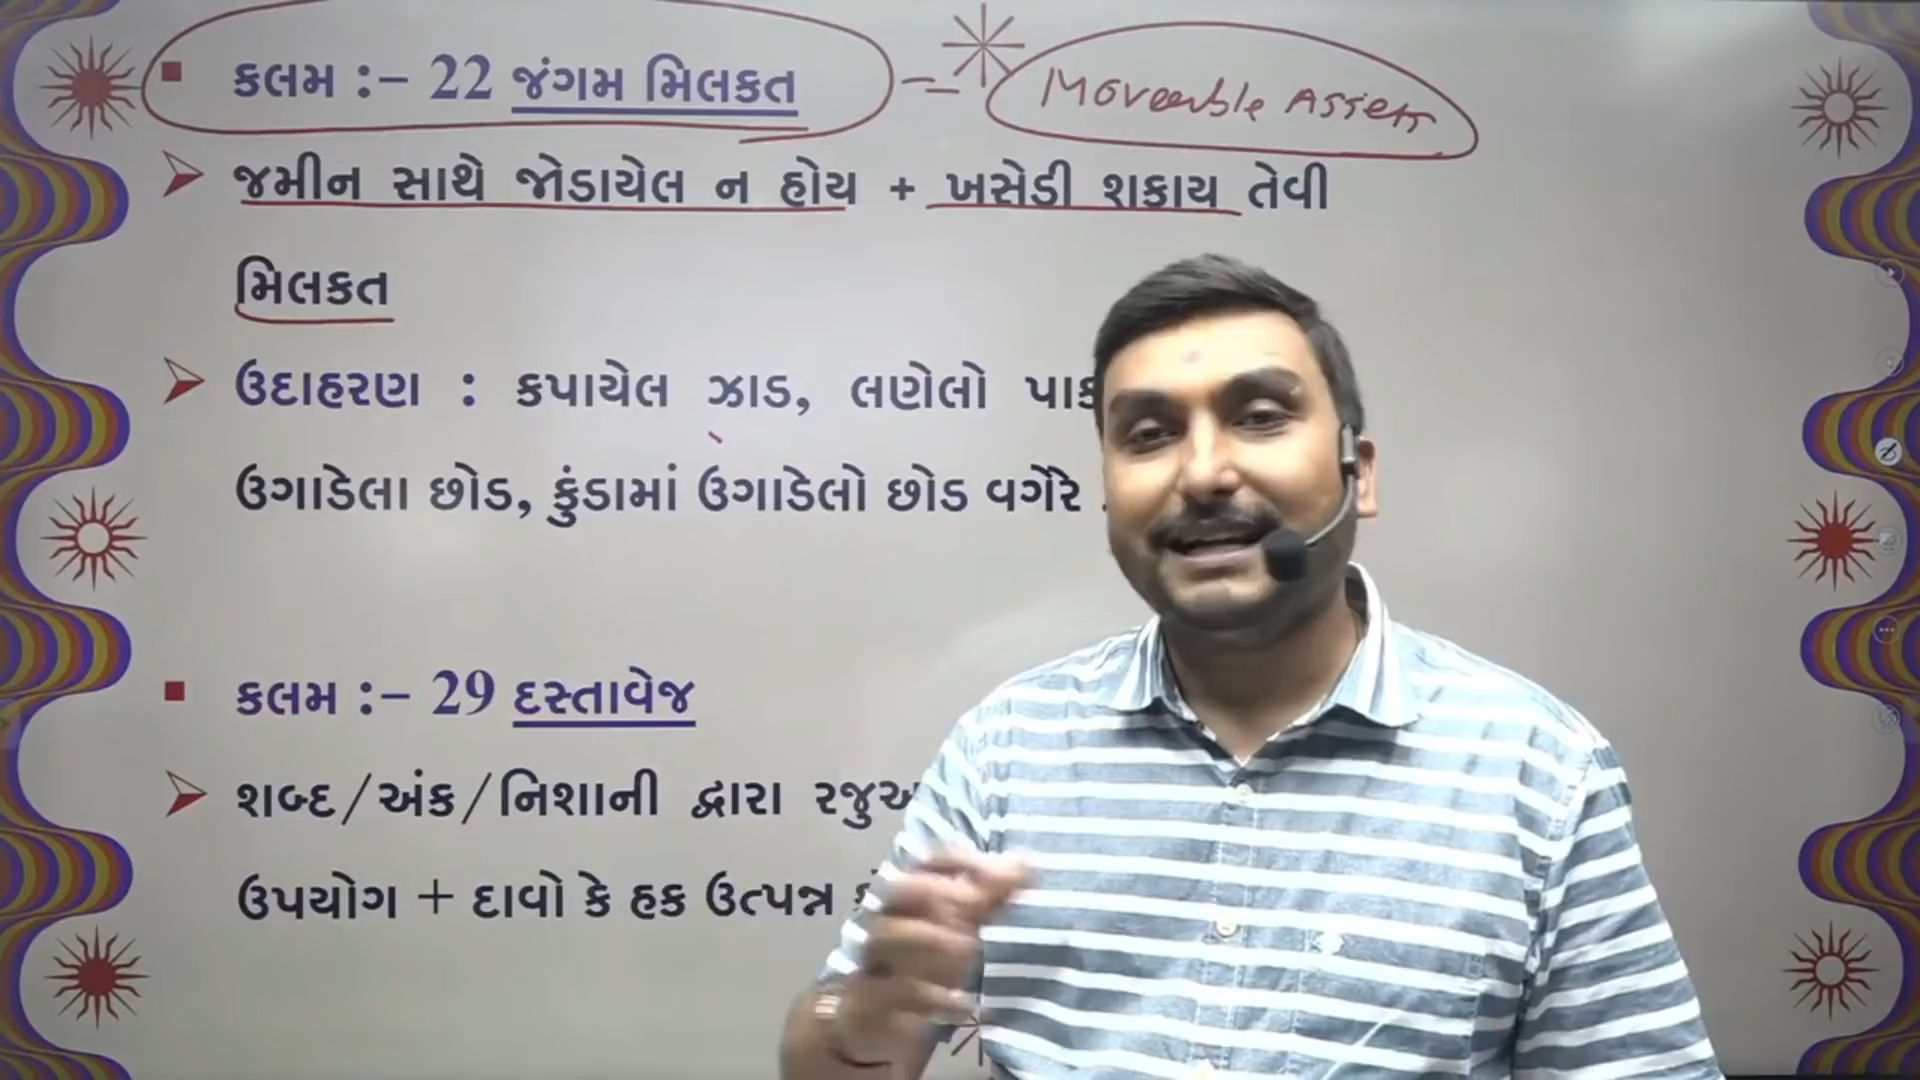 કલમ :– 22 જંગમ મિલકત – Moveable Assets
જમીન સાથે જોડાયેલ ન હોય + ખસેડી શકાય તેવી
મિલકત
ઉદાહરણ : કપાયેલ ઝાડ, લણેલો
ઉગાડેલા છોડ, કુંડામાં ઉગાડેલો છોડ વગેરે
કલમ :– 29 દસ્તાવેજ
શબ્દ/અંક/નિશાની દ્વારા
ઉપયોગ + દાવો કે હક ઉત્પન્ન